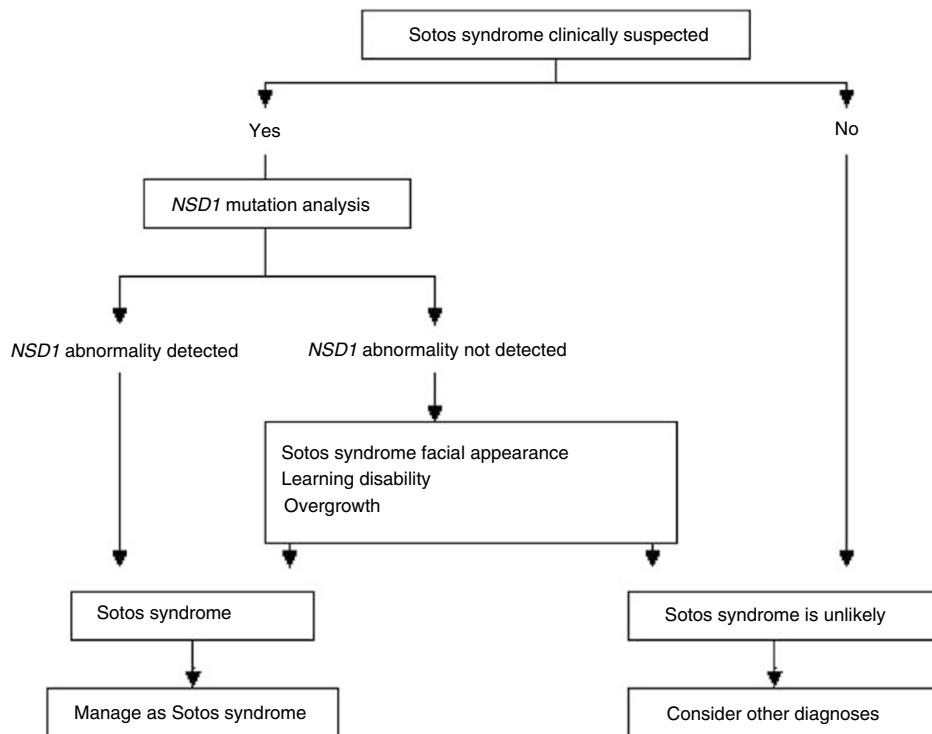 Sotos syndrome clinically suspected
Yes
No
NSD1 mutation analysis
NSD1 abnormality detected
NSD1 abnormality not detected
Sotos syndrome facial appearance
Learning disability
Overgrowth
Sotos syndrome
Sotos syndrome is unlikely
Manage as Sotos syndrome
Consider other diagnoses